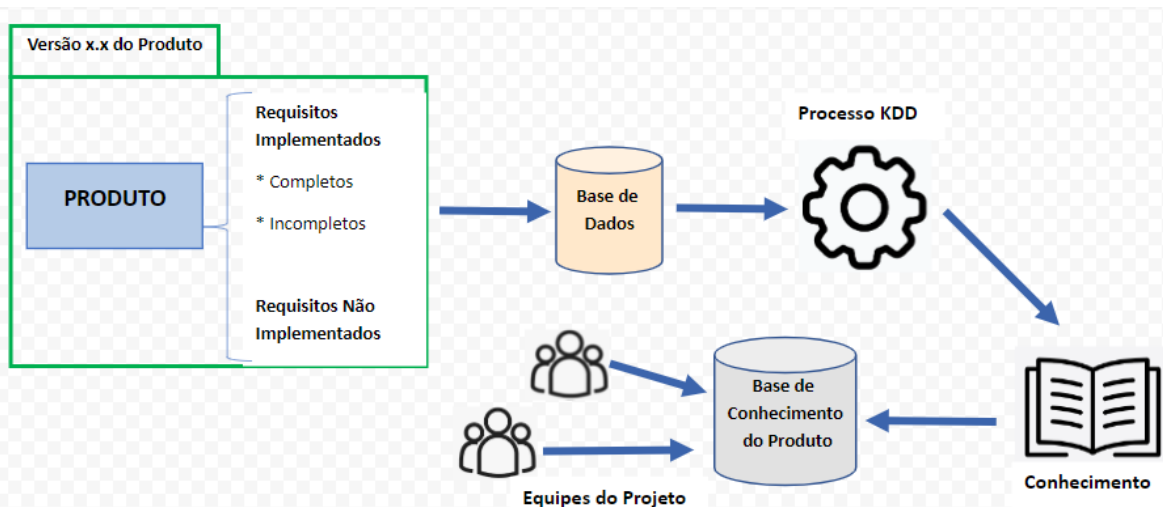 Versão x.x do Produto
PRODUTO
Requisitos
Implementados
* Completos
* Incompletos
Requisitos Não
Implementados
Base de
Dados
Processo KDD
Base de
Conhecimento
do Produto
Equipes do Projeto
Conhecimento